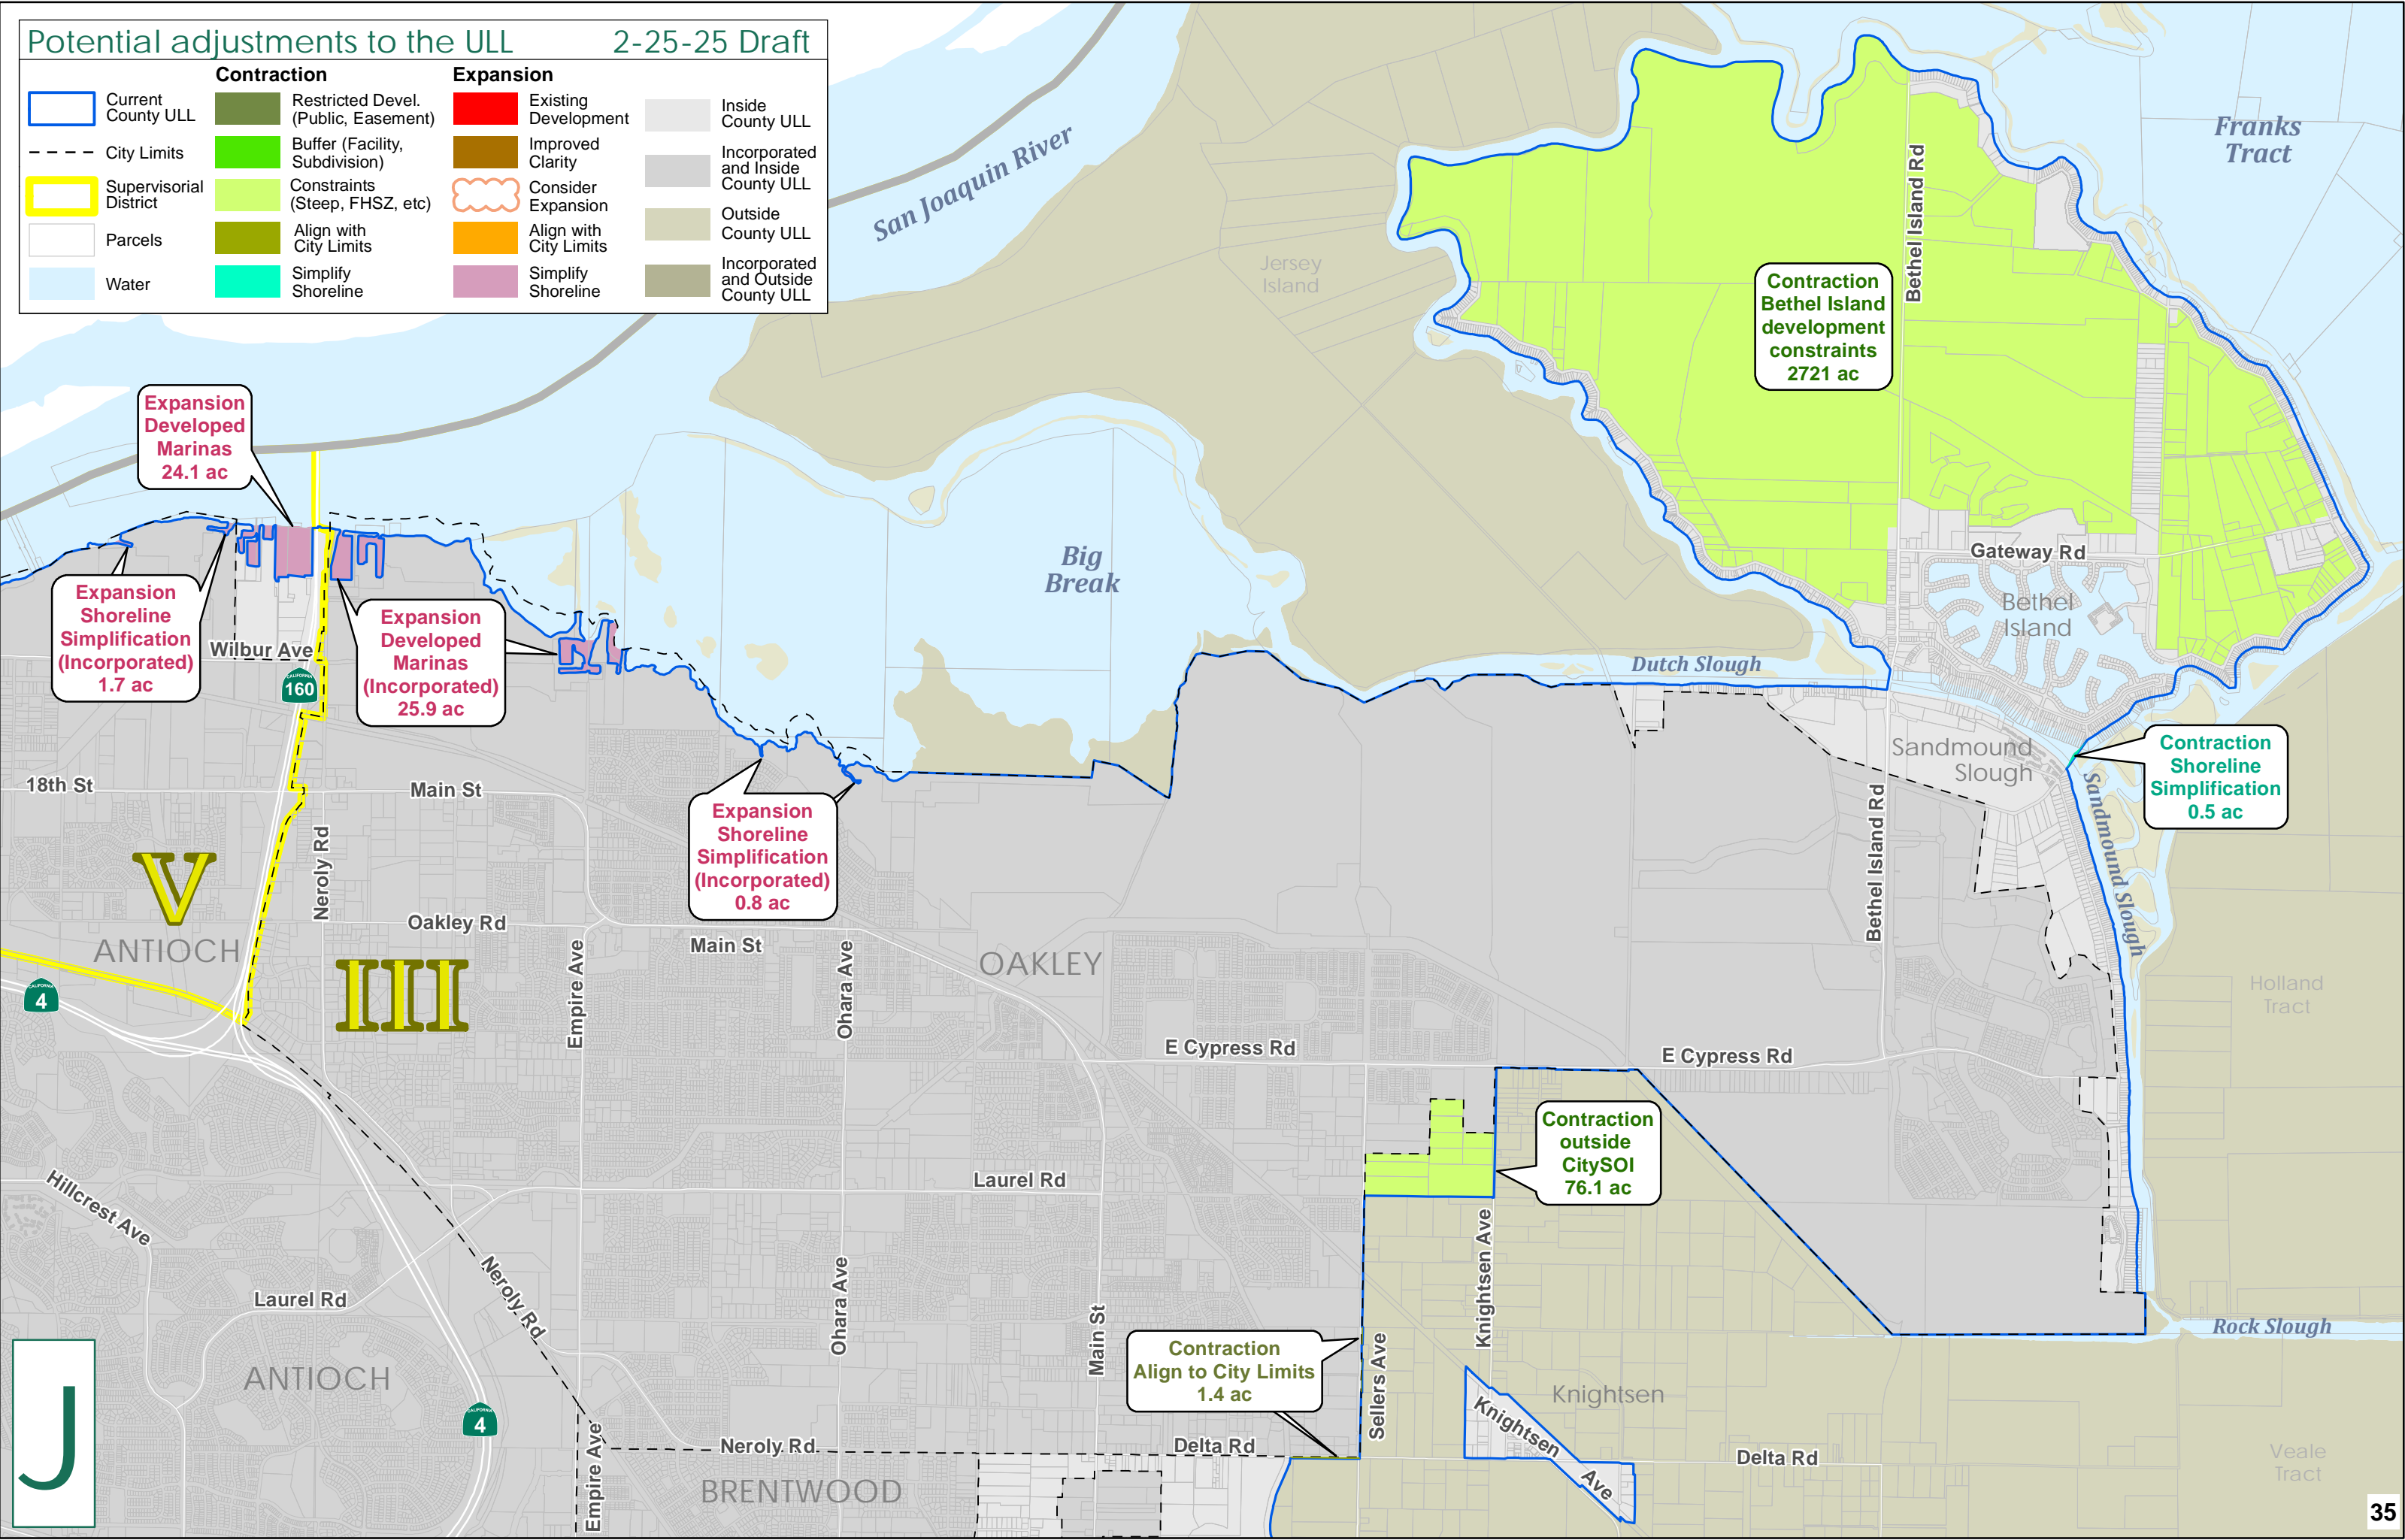 Potential adjustments to the ULL 2-25-25 Draft
Current
County ULL
City Limits
Supervisorial
District
Parcels
Water
Contraction
Restricted Devel.
(Public, Easement)
Buffer (Facility,
Subdivision)
Constraints
(Steep, FHSZ, etc)
Align with
City Limits
Simplify
Shoreline
Expansion
Existing
Development
Improved
Clarity
Consider
Expansion
Align with
City Limits
Simplify
Shoreline
Inside
County ULL
Incorporated
and Inside
County ULL
Outside
County ULL
Incorporated
and Outside
County ULL
San Joaquin River
Franks
Tract
Jersey
Island
Bethel Island Rd
Contraction
Bethel Island
development
constraints
2721 ac
Expansion
Developed
Marinas
24.1 ac
Expansion
Shoreline
Simplification
(Incorporated)
1.7 ac
Expansion
Developed
Marinas
(Incorporated)
25.9 ac
Wilbur Ave
CALIFORNIA
160
Big
Break
Gateway Rd
Bethel
Island
Dutch Slough
Sandmound
Slough
Contraction
Shoreline
Simplification
0.5 ac
Sandmound Slough
18th St
Main St
Expansion
Shoreline
Simplification
(Incorporated)
0.8 ac
Neroly Rd
V
ANTIOCH
III
Oakley Rd
Main St
OAKLEY
Bethel Island Rd
CALIFORNIA
4
Empire Ave
Ohara Ave
Holland
Tract
E Cypress Rd
E Cypress Rd
Contraction
outside
CitySOI
76.1 ac
Laurel Rd
Hillcrest Ave
Knightsen Ave
Neroly Rd
Laurel Rd
Ohara Ave
Main St
Rock Slough
Contraction
Align to City Limits
1.4 ac
Sellers Ave
ANTIOCH
CALIFORNIA
4
Knightsen
Knightsen
Ave
Empire Ave
Neroly Rd
Delta Rd
Delta Rd
BRENTWOOD
Veale
Tract
J
35